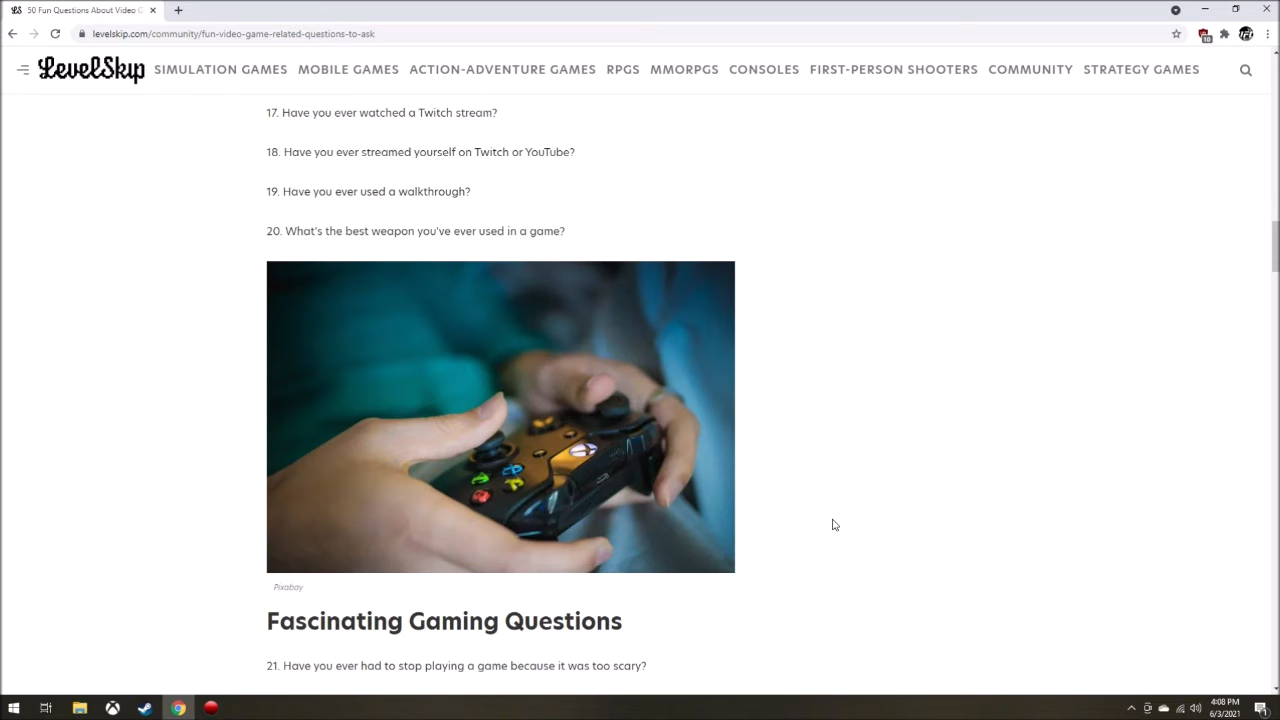 50 Fun Questions About Video G
levelskip.com/community/fun-video-game-related-questions-to-ask
10
LevelSkip SIMULATION GAMES MOBILE GAMES ACTION-ADVENTURE GAMES RPGS MMORPGS CONSOLES FIRST-PERSON SHOOTERS COMMUNITY STRATEGY GAMES
17. Have you ever watched a Twitch stream?
18. Have you ever streamed yourself on Twitch or YouTube?
19. Have you ever used a walkthrough?
20. What's the best weapon you've ever used in a game?
Pixabay
Fascinating Gaming Questions
21. Have you ever had to stop playing a game because it was too scary?
4:08 PM
6/3/2021